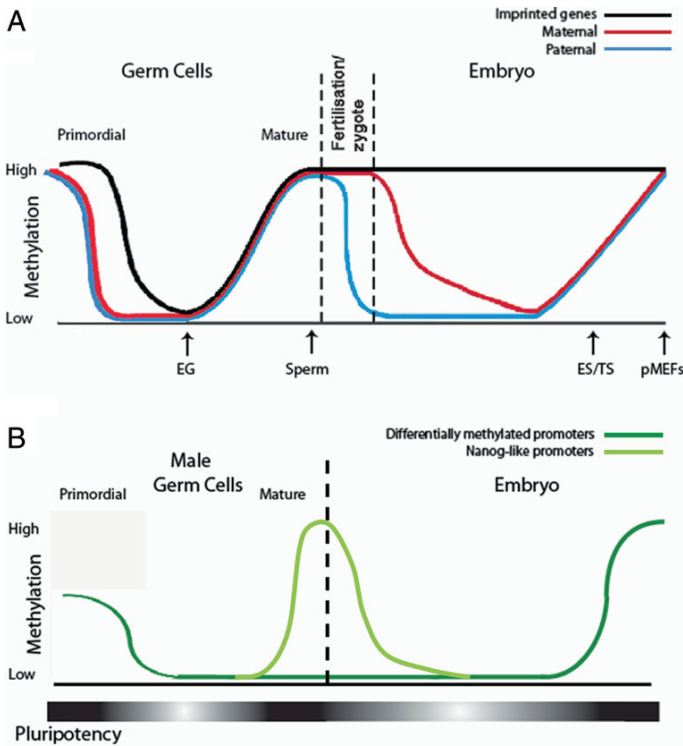 A
Imprinted genes
Maternal
Paternal
Germ Cells
Fertilisation/
zygote
Embryo
Primordial
Mature
High
Methylation
Low
EG
Sperm
ES/TS
pMEFs
B
Differentially methylated promoters
Nanog-like promoters
Male
Germ Cells
Embryo
Primordial
Mature
High
Methylation
Low
Pluripotency